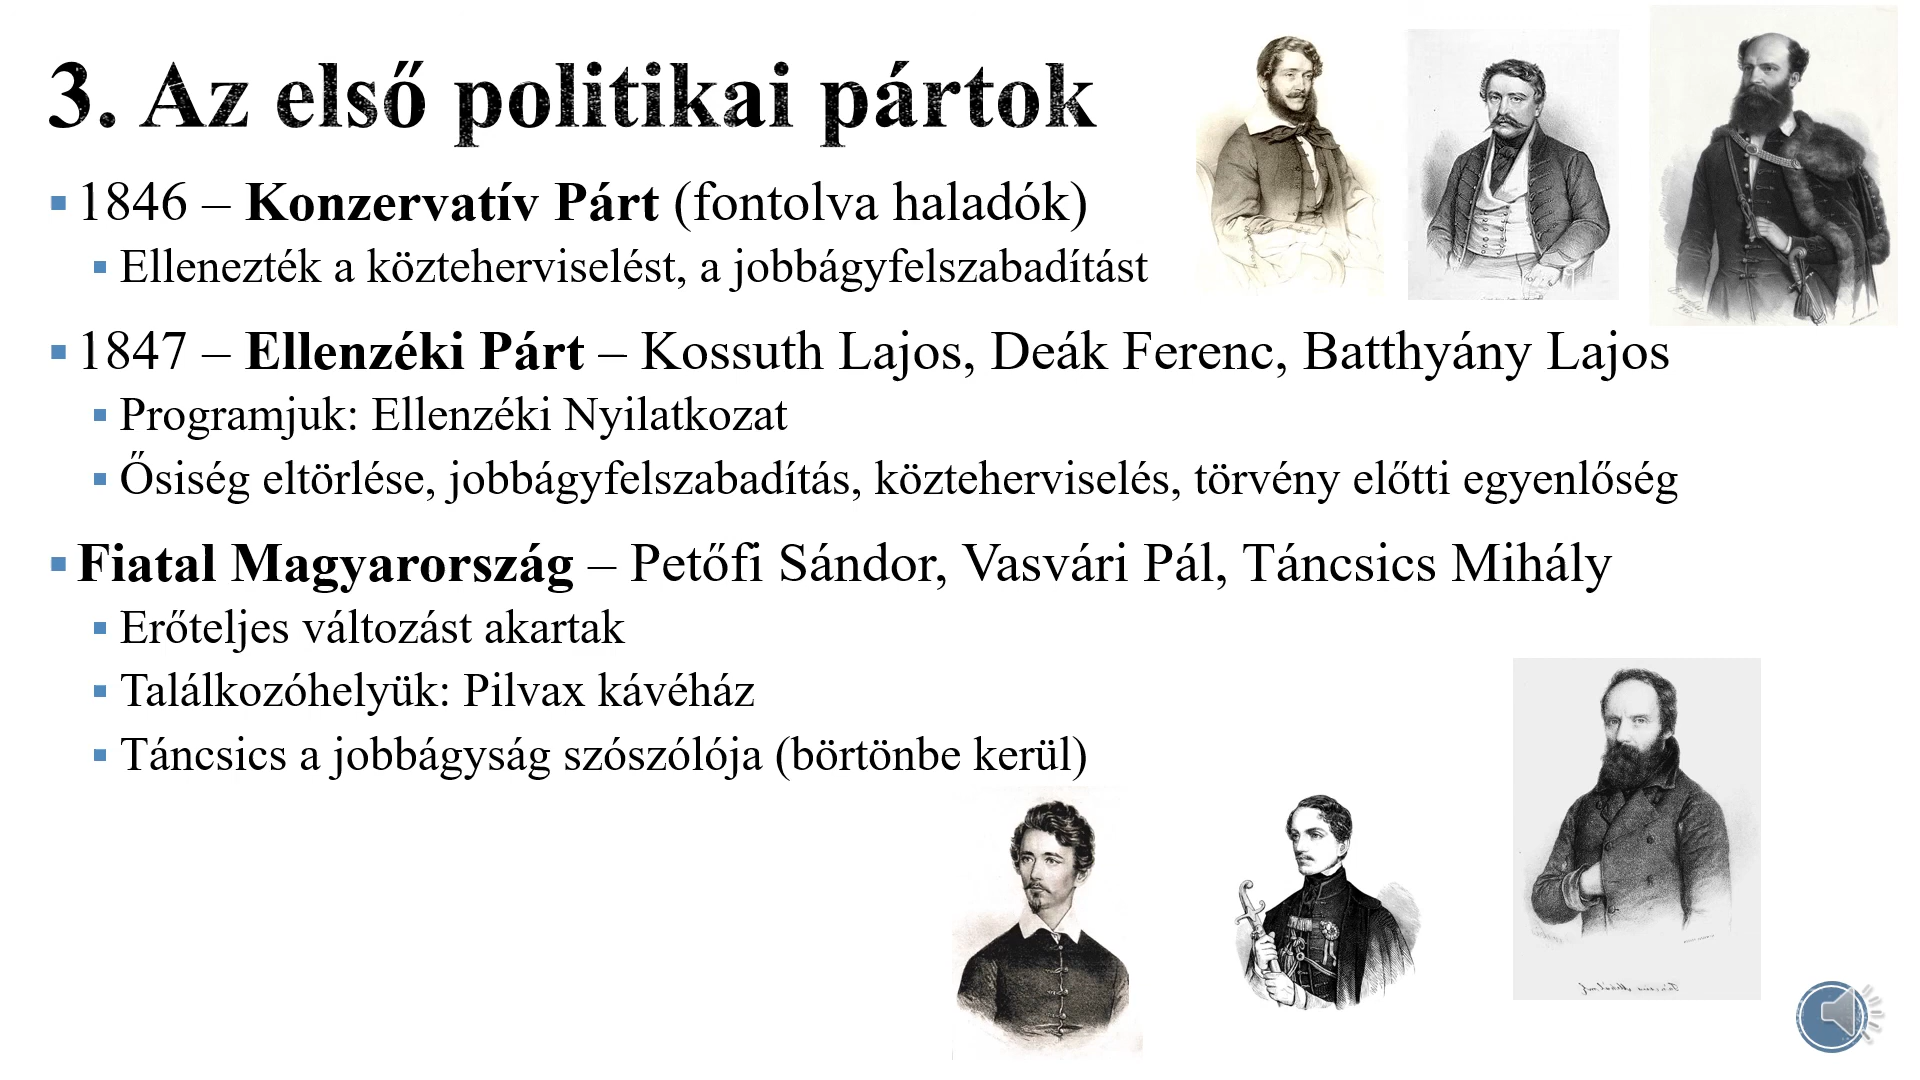 3. Az első politikai pártok
1846 – Konzervatív Párt (fontolva haladók)
Ellenezték a közteherviselést, a jobbágyfelszabadítást
1847 – Ellenzéki Párt – Kossuth Lajos, Deák Ferenc, Batthyány Lajos
Programjuk: Ellenzéki Nyilatkozat
Ősiség eltörlése, jobbágyfelszabadítás, közteherviselés, törvény előtti egyenlőség
Fiatal Magyarország – Petőfi Sándor, Vasvári Pál, Táncsics Mihály
Erőteljes változást akartak
Találkozóhelyük: Pilvax kávéház
Táncsics a jobbágyság szószólója (börtönbe kerül)